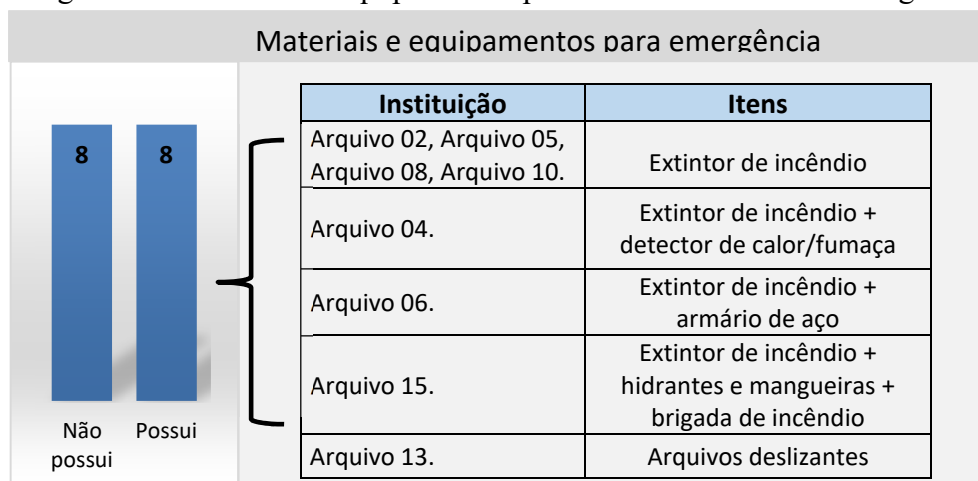 Materiais e equipamentos para emergência
Instituição Itens
Arquivo 02, Arquivo 05,
Arquivo 08, Arquivo 10.
Extintor de incêndio
Arquivo 04.
Extintor de incêndio +
detector de calor/fumaça
Arquivo 06.
Extintor de incêndio +
armário de aço
Arquivo 15.
Extintor de incêndio +
hidrantes e mangueiras +
brigada de incêndio
Arquivo 13.
Arquivos deslizantes
8 8
Não
possui
Possui